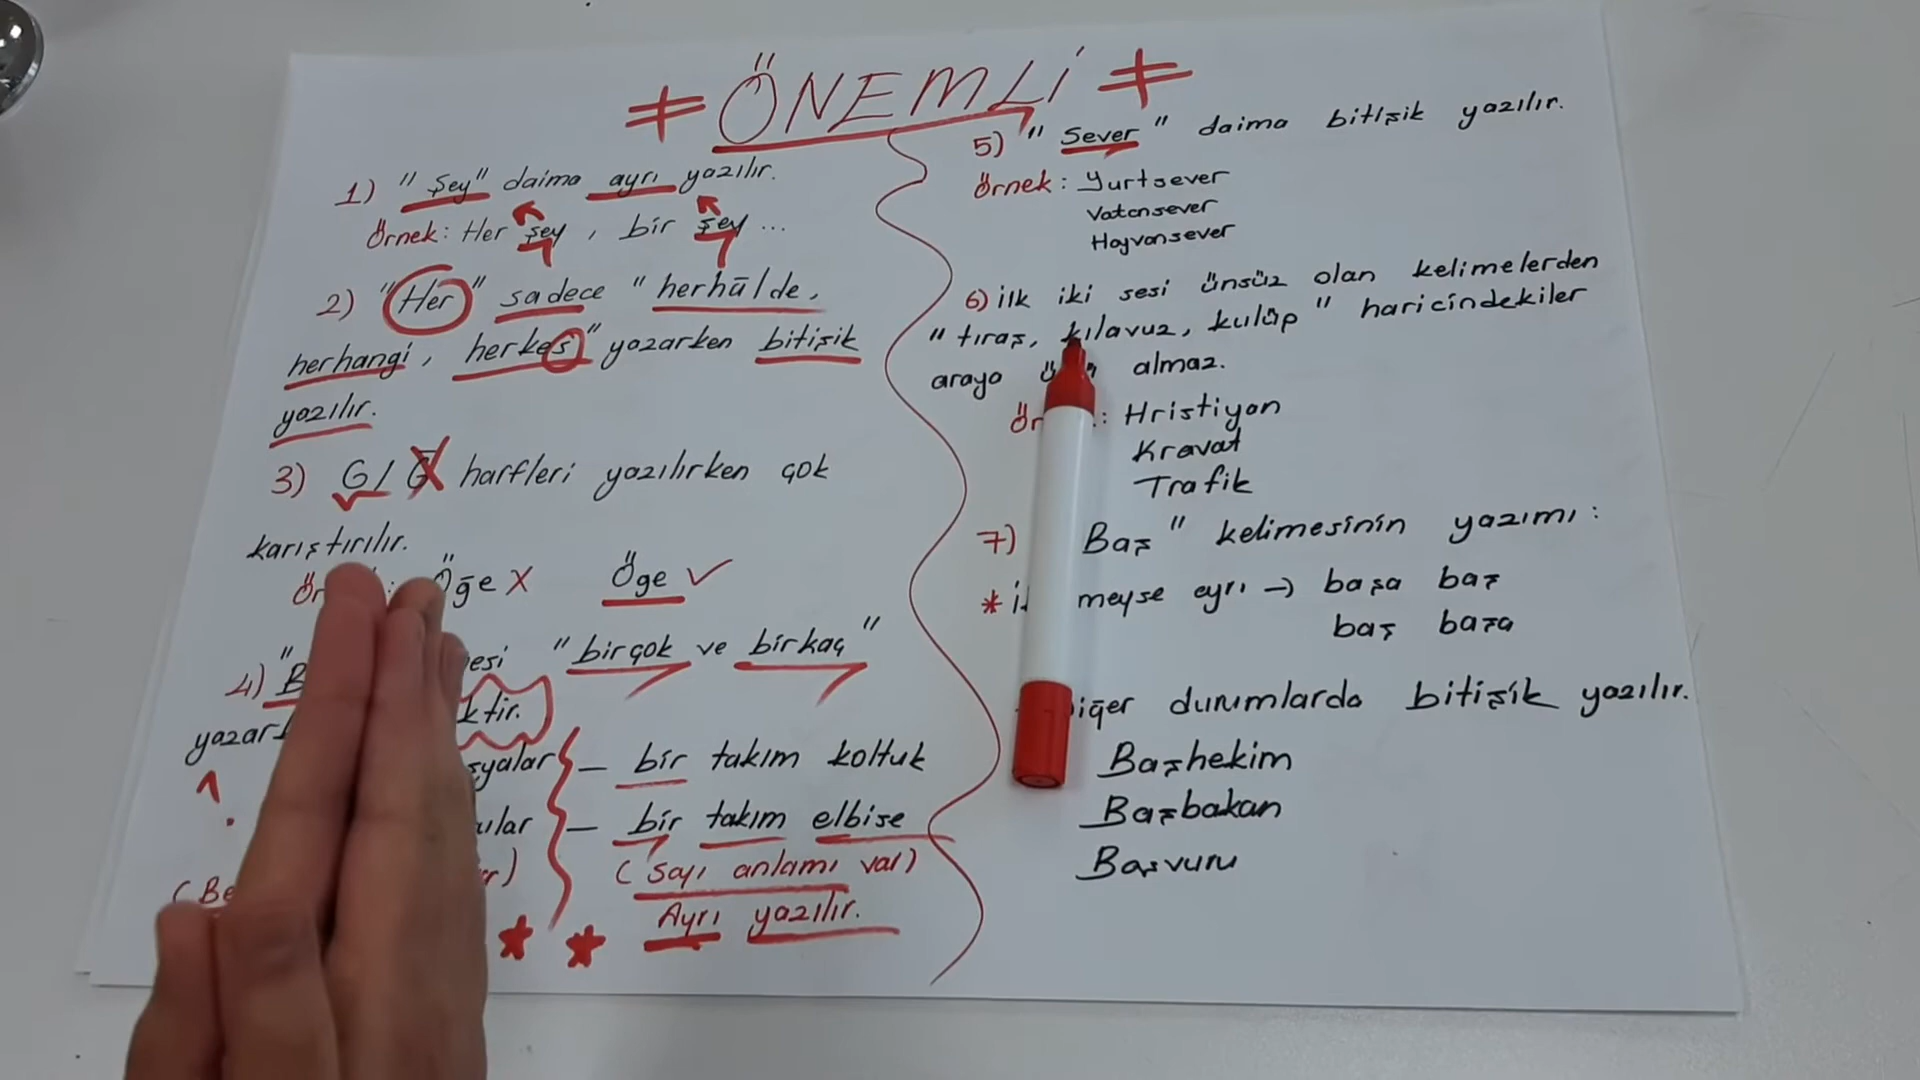 ÖNEMLİ
1) "Şey" daima ayrı yazılır.
Örnek: Her şey, bir şey...
2) "Her" sadece "herhâlde,
herhangi, herkes" yazarken bitişik
yazılır.
3) G/Ğ harfleri yazılırken çok
karıştırılır.
Öğe X Öge ✓
4) " "birçok ve birkaç"
tir.
— bir takım koltuk
— bir takım elbise
(Sayı anlamı var)
Ayrı yazılır.
5) "Sever" daima bitişik yazılır.
Örnek: Yurtsever
Vatansever
Hayvansever
6) ilk iki sesi ünsüz olan kelimelerden
"tıraş, kılavuz, kulüp" haricindekiler
araya almaz.
Hristiyan
Kravat
Trafik
7) Baş" kelimesinin yazımı:
* meyse ayrı → başa baş
baş başa
durumlarda bitişik yazılır.
Başhekim
Başbakan
Başvuru